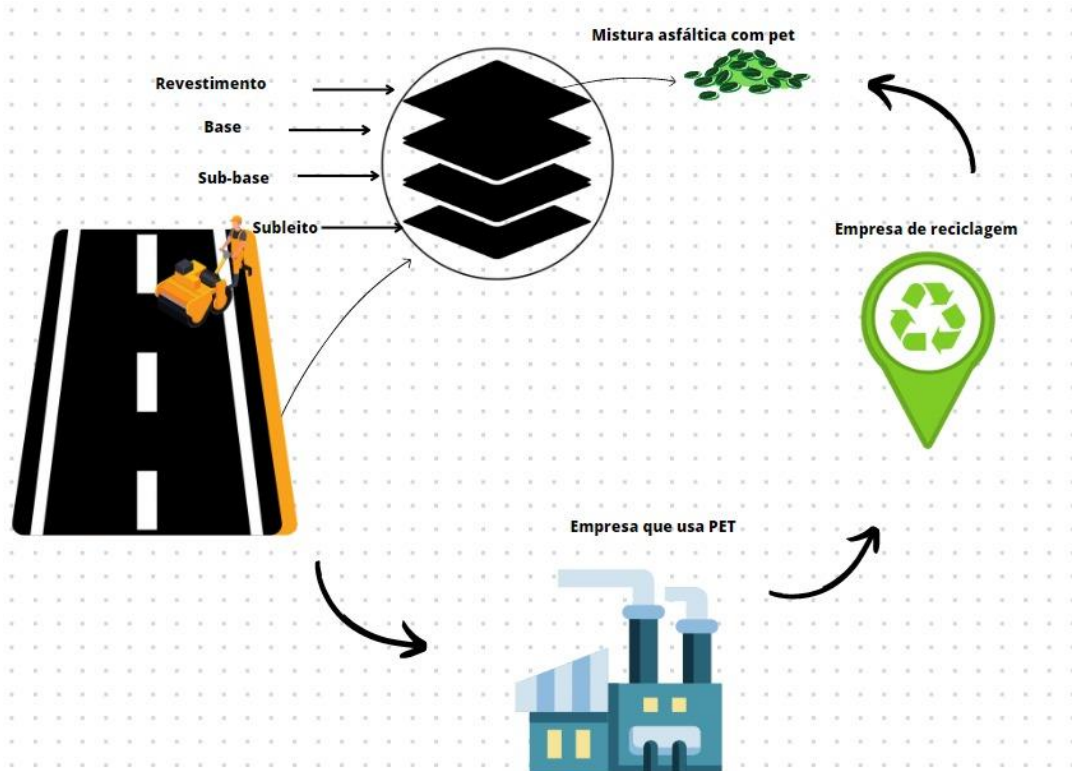 Mistura asfáltica com pet
Revestimento
Base
Sub-base
Subleito
Empresa de reciclagem
Empresa que usa PET